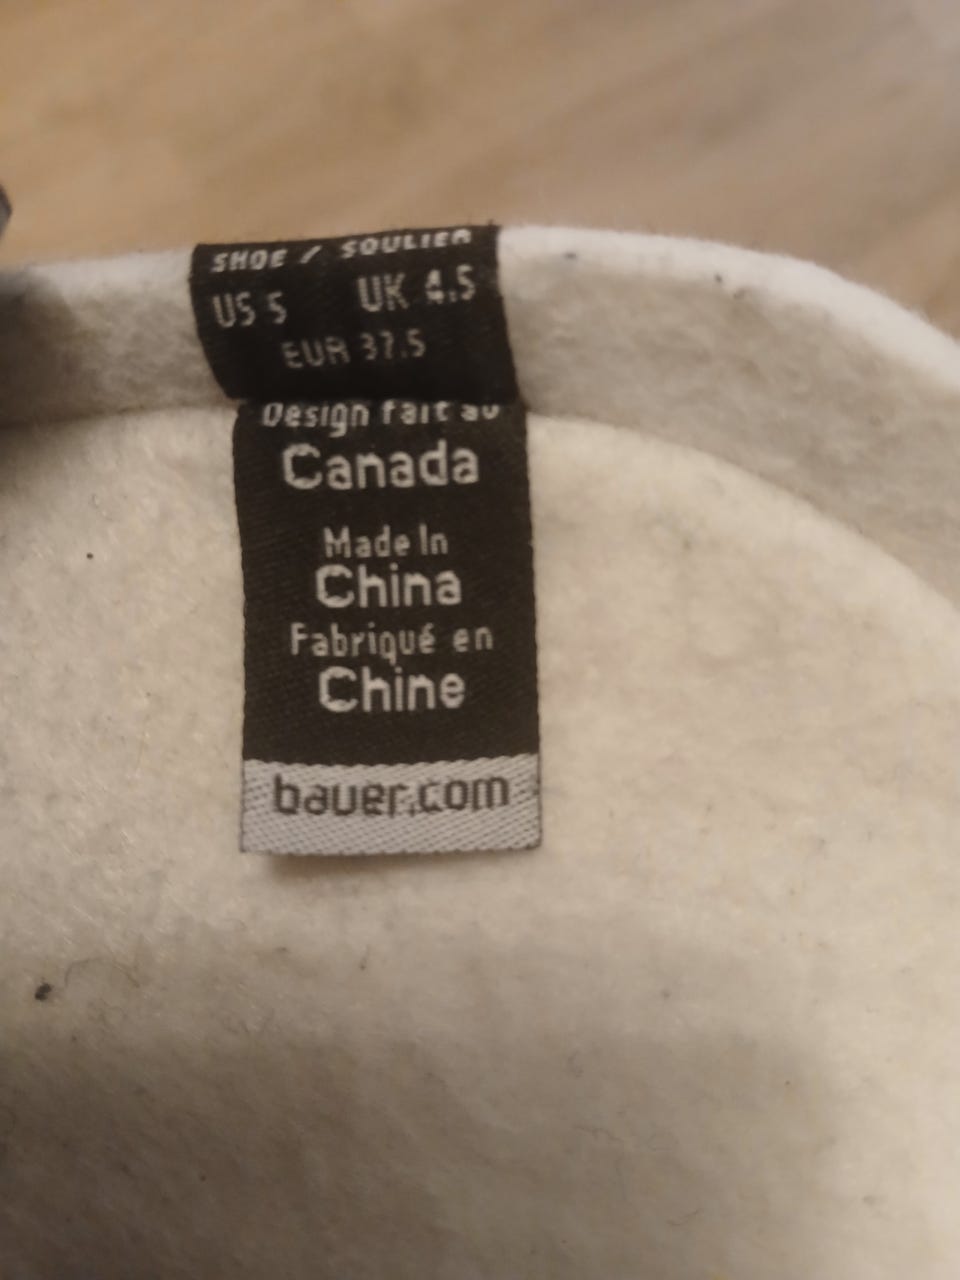 SHOE / SOULIER
US 5 UK 4.5
EUR 37.5
Design fait au
Canada
Made In
China
Fabriqué en
Chine
bauer.com